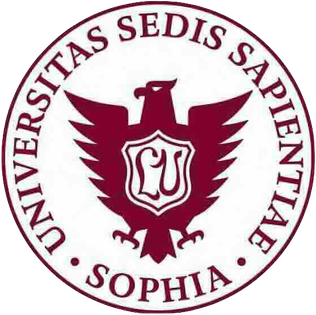 UNIVERSITAS SEDIS SAPIENTIAE
· SOPHIA ·
LU